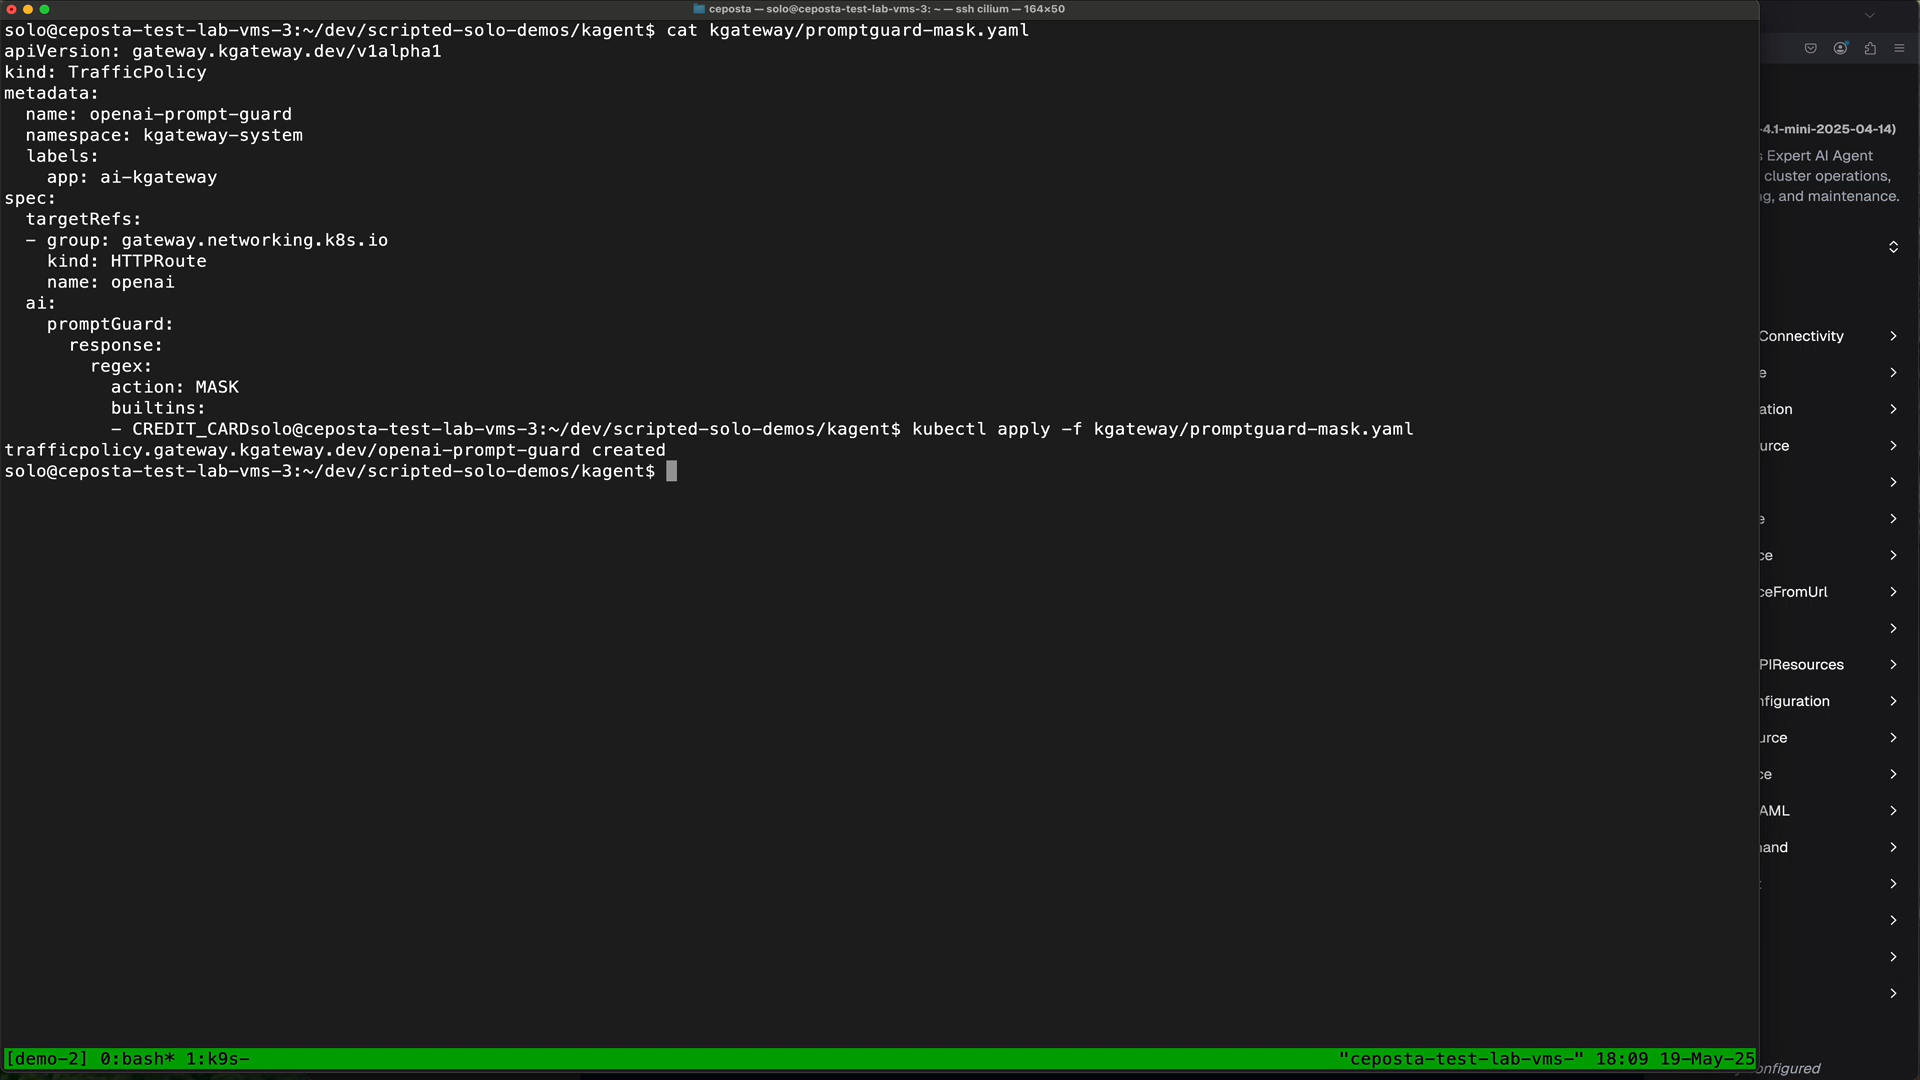 ceposta — solo@ceposta-test-lab-vms-3: ~ — ssh cilium — 164×50
solo@ceposta-test-lab-vms-3:~/dev/scripted-solo-demos/kagent$ cat kgateway/promptguard-mask.yaml
apiVersion: gateway.kgateway.dev/v1alpha1
kind: TrafficPolicy
metadata:
  name: openai-prompt-guard
  namespace: kgateway-system
  labels:
    app: ai-kgateway
spec:
  targetRefs:
  - group: gateway.networking.k8s.io
    kind: HTTPRoute
    name: openai
  ai:
    promptGuard:
      response:
        regex:
          action: MASK
          builtins:
          - CREDIT_CARDsolo@ceposta-test-lab-vms-3:~/dev/scripted-solo-demos/kagent$ kubectl apply -f kgateway/promptguard-mask.yaml
trafficpolicy.gateway.kgateway.dev/openai-prompt-guard created
solo@ceposta-test-lab-vms-3:~/dev/scripted-solo-demos/kagent$
[demo-2] 0:bash* 1:k9s- "ceposta-test-lab-vms-" 18:09 19-May-25
-4.1-mini-2025-04-14)
s Expert AI Agent
cluster operations,
g, and maintenance.
Connectivity
e
ation
urce
e
ce
ceFromUrl
PIResources
nfiguration
urce
ce
AML
nand
onfigured